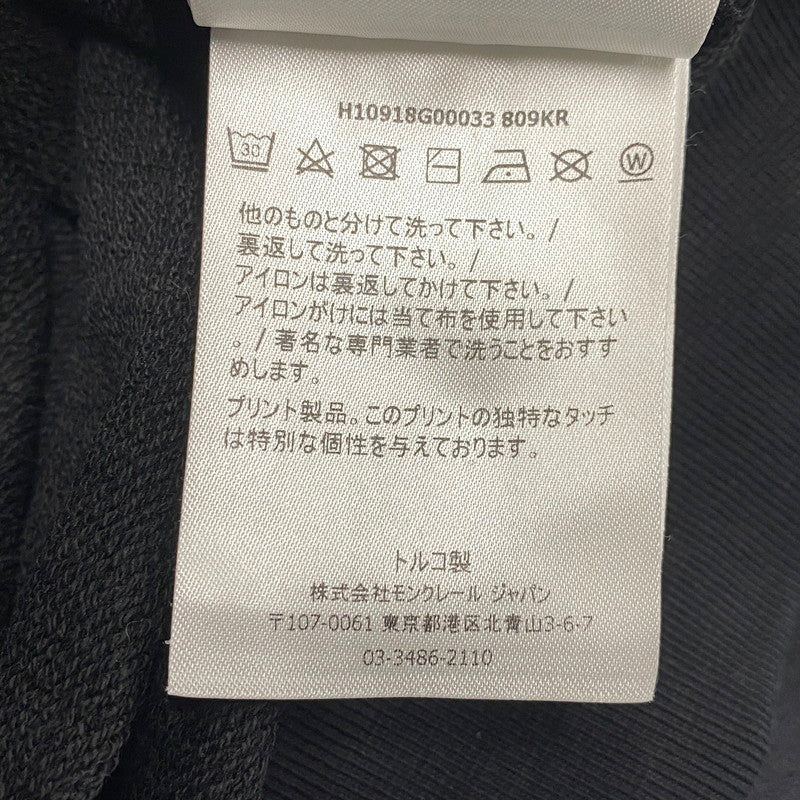 H10918G00033 809KR
30
W
他のものと分けて洗って下さい。/
裏返して洗って下さい。/
アイロンは裏返してかけて下さい。/
アイロンがけには当て布を使用して下さい
。/ 著名な専門業者で洗うことをおすす
めします。
プリント製品。このプリントの独特なタッチ
は特別な個性を与えております。
トルコ製
株式会社モンクレール ジャパン
〒107-0061 東京都港区北青山3-6-7
03-3486-2110